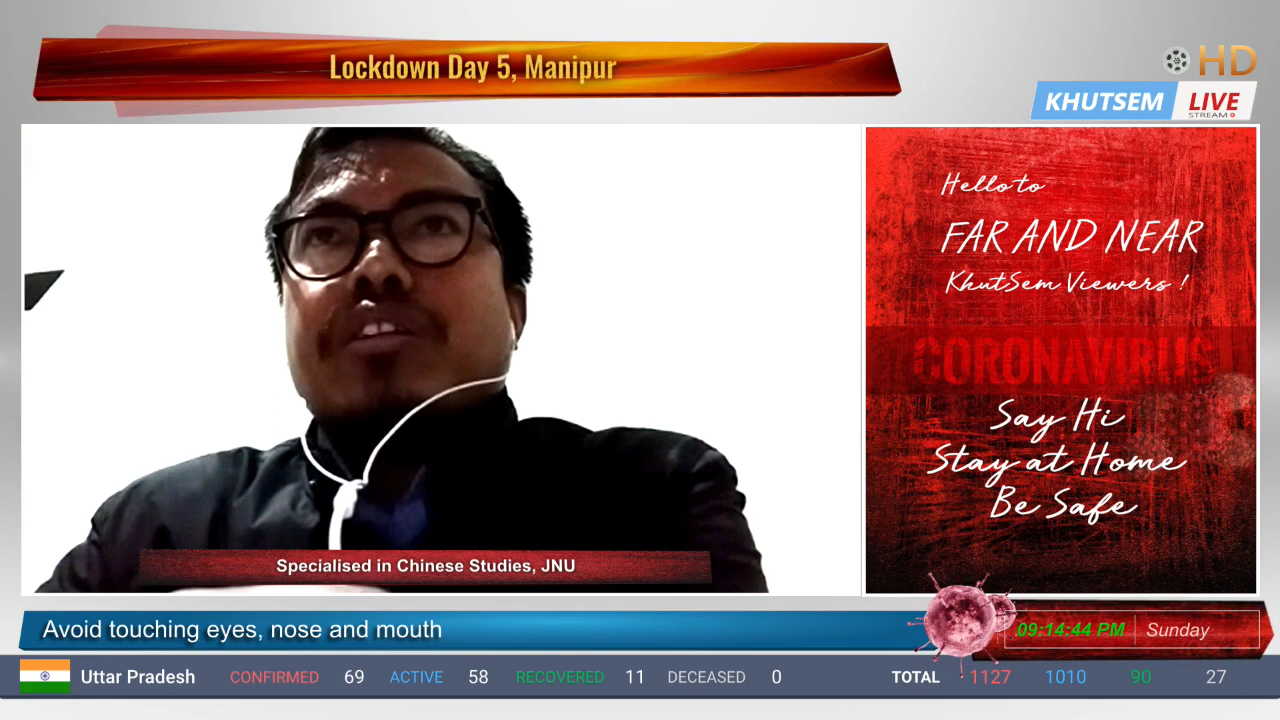 Lockdown Day 5, Manipur
HD
KHUTSEM LIVE
STREAM
Hello to
FAR AND NEAR
KhutSem Viewers !
CORONAVIRUS
Say Hi
Stay at Home
Be Safe
Specialised in Chinese Studies, JNU
Avoid touching eyes, nose and mouth
09:14:44 PM Sunday
Uttar Pradesh CONFIRMED 69 ACTIVE 58 RECOVERED 11 DECEASED 0 TOTAL 1127 1010 90 27